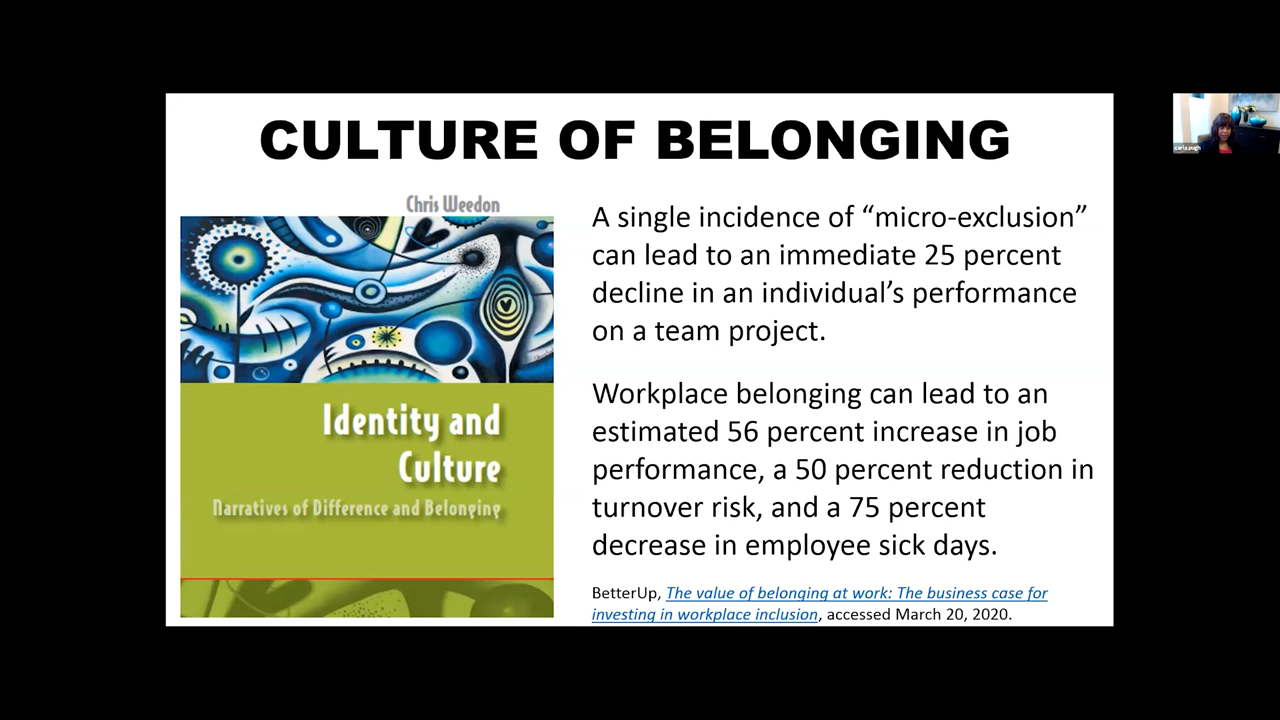 CULTURE OF BELONGING
Chris Weedon
Identity and
Culture
Narratives of Difference and Belonging
A single incidence of “micro-exclusion”
can lead to an immediate 25 percent
decline in an individual’s performance
on a team project.
Workplace belonging can lead to an
estimated 56 percent increase in job
performance, a 50 percent reduction in
turnover risk, and a 75 percent
decrease in employee sick days.
BetterUp, The value of belonging at work: The business case for
investing in workplace inclusion, accessed March 20, 2020.
carla pugh